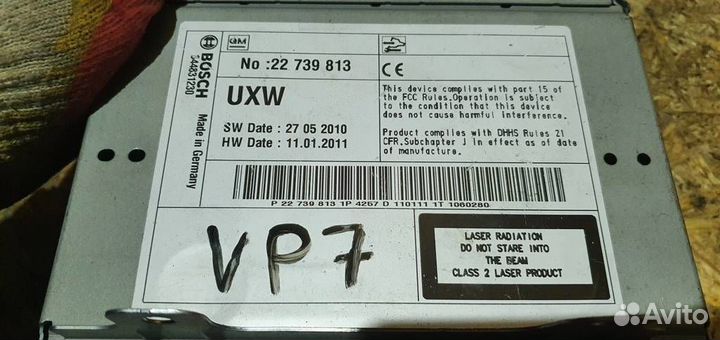 GM
BOSCH
544831230
Made in Germany
No :22 739 813
UXW
SW Date : 27 05 2010
HW Date : 11.01.2011
CE
This device complies with part 15 of
the FCC Rules.Operation is subject
to the condition that this device
does not cause harmful interference.
Product complies with DHHS Rules 21
CFR,Subchapter J in effect as of date
of manufacture.
P 22 739 813 1P 4257 D 110111 1T 1060280
VP7
LASER RADIATION
DO NOT STARE INTO
THE BEAM
CLASS 2 LASER PRODUCT
Avito